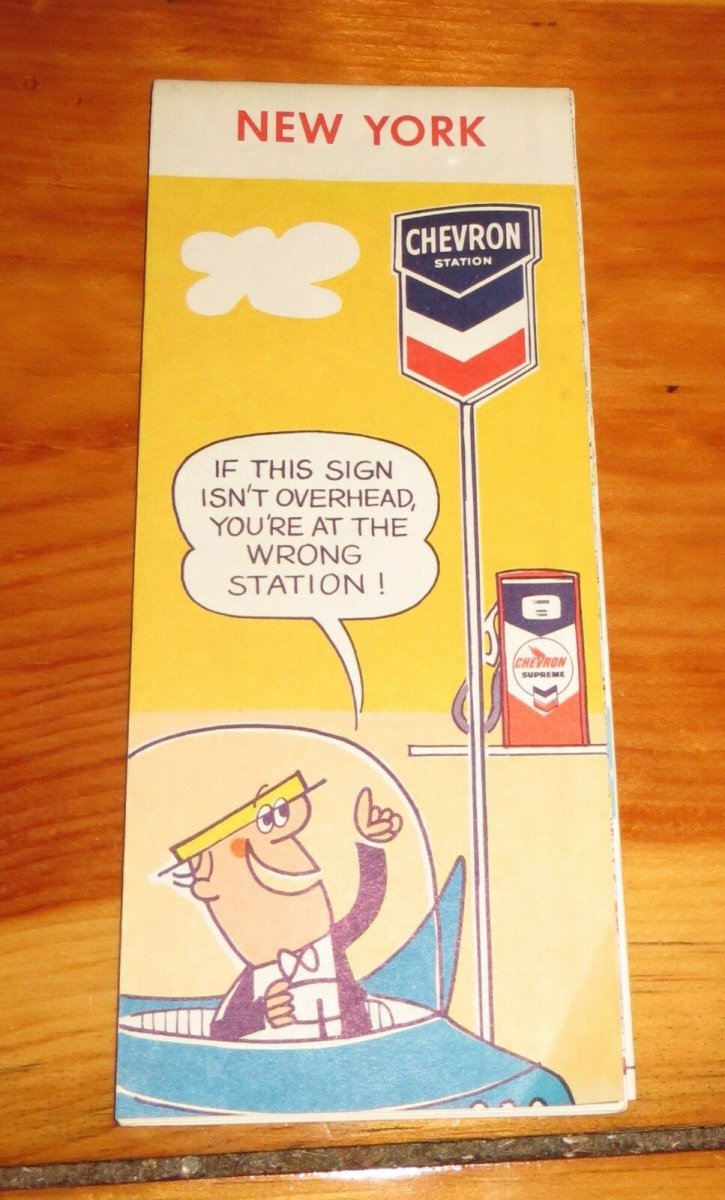 NEW YORK
CHEVRON
STATION
IF THIS SIGN
ISN'T OVERHEAD,
YOU'RE AT THE
WRONG
STATION!
CHEVRON
SUPREME